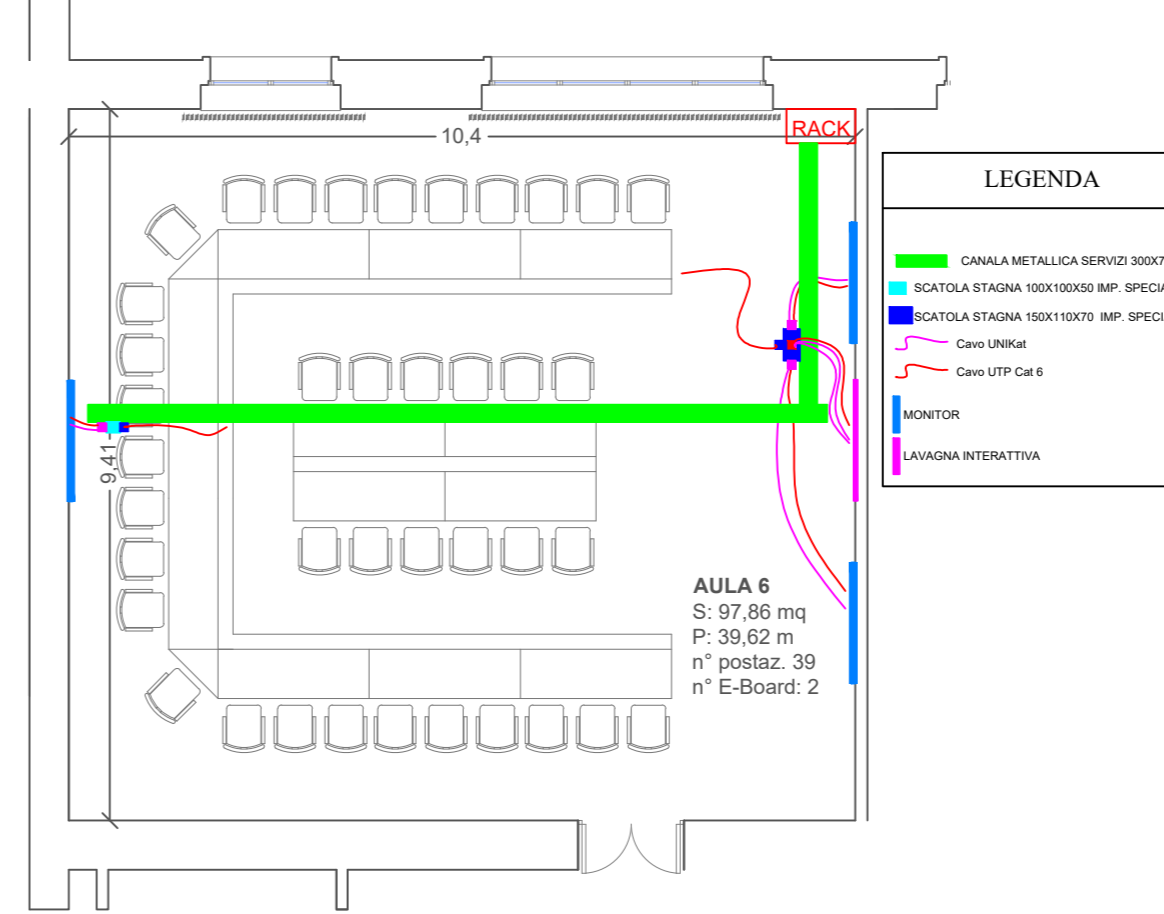 10,4
RACK
LEGENDA
CANALA METALLICA SERVIZI 300X7
SCATOLA STAGNA 100X100X50 IMP. SPECIA
SCATOLA STAGNA 150X110X70 IMP. SPECI
Cavo UNIKat
Cavo UTP Cat 6
MONITOR
LAVAGNA INTERATTIVA
9,41
AULA 6
S: 97,86 mq
P: 39,62 m
n° postaz. 39
n° E-Board: 2